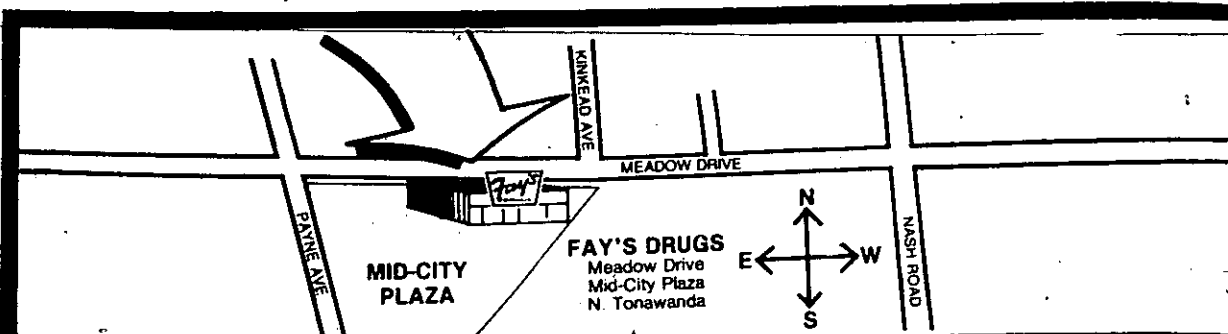 KINKEAD AVE
MEADOW DRIVE
Fay's
PAYNE AVE
MID-CITY
PLAZA
FAY'S DRUGS
Meadow Drive
Mid-City Plaza
N. Tonawanda
N
E W
S
NASH ROAD